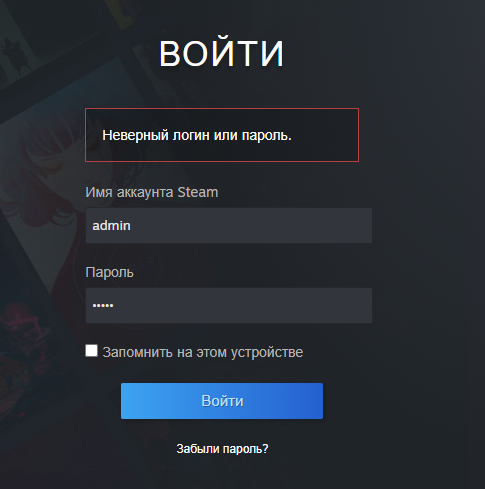 ВОЙТИ
Неверный логин или пароль.
Имя аккаунта Steam
admin
Пароль
•••••
Запомнить на этом устройстве
Войти
Забыли пароль?